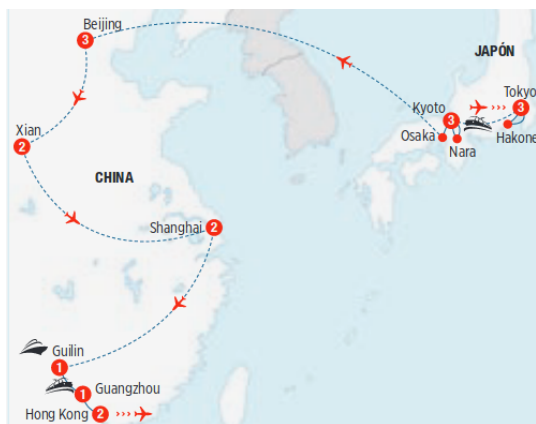 Beijing
3
JAPÓN
Tokyo
3
Kyoto
3
Osaka
Nara
Hakone
Xian
2
CHINA
Shanghai
2
Guilin
1
Guangzhou
1
Hong Kong
2